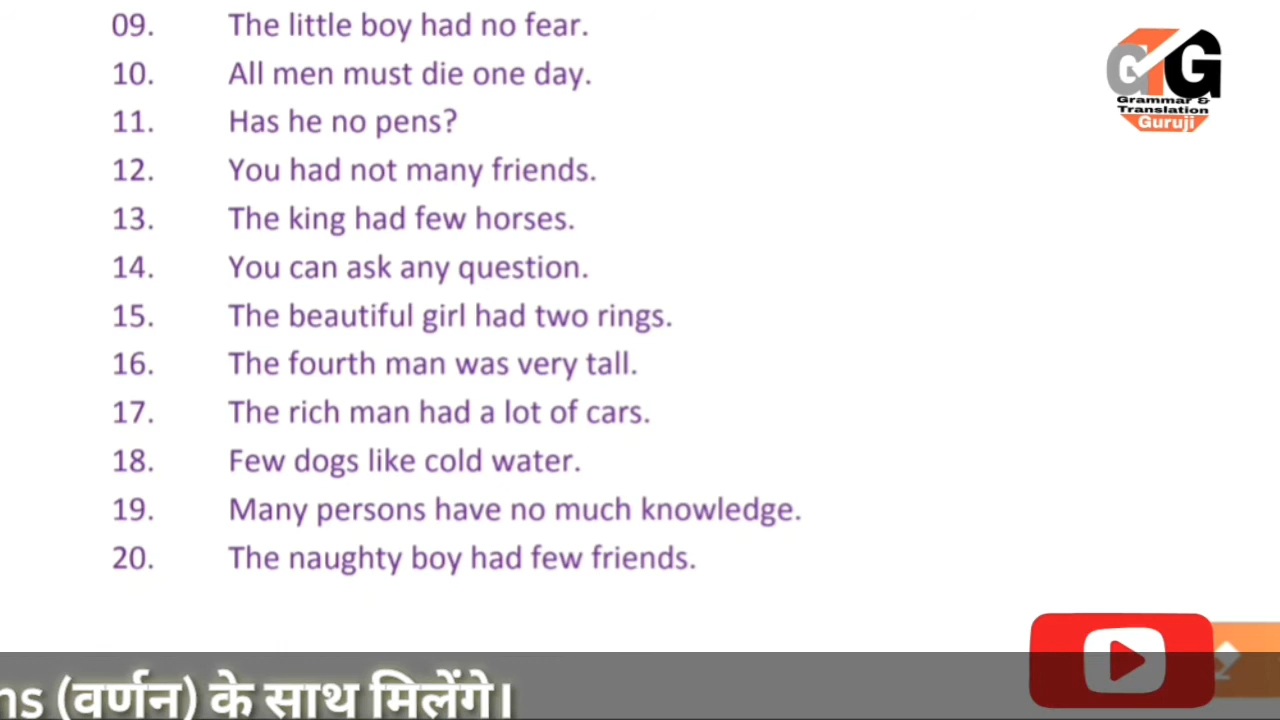 09. The little boy had no fear.
10. All men must die one day.
11. Has he no pens?
12. You had not many friends.
13. The king had few horses.
14. You can ask any question.
15. The beautiful girl had two rings.
16. The fourth man was very tall.
17. The rich man had a lot of cars.
18. Few dogs like cold water.
19. Many persons have no much knowledge.
20. The naughty boy had few friends.
GTG
Grammar &
Translation
Guruji
(वर्णन) के साथ मिलेंगे।